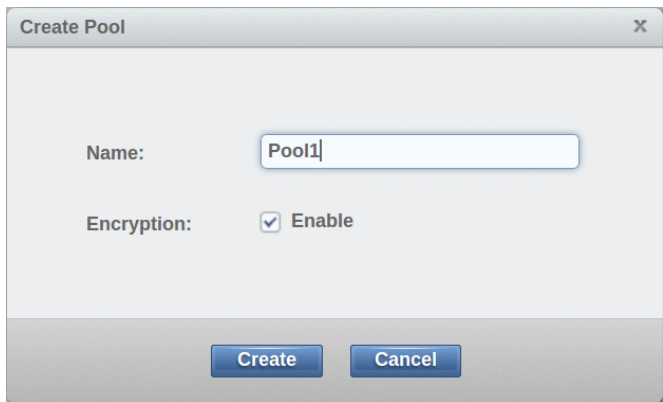 Create Pool x
Name: Pool1
Encryption: Enable
Create Cancel